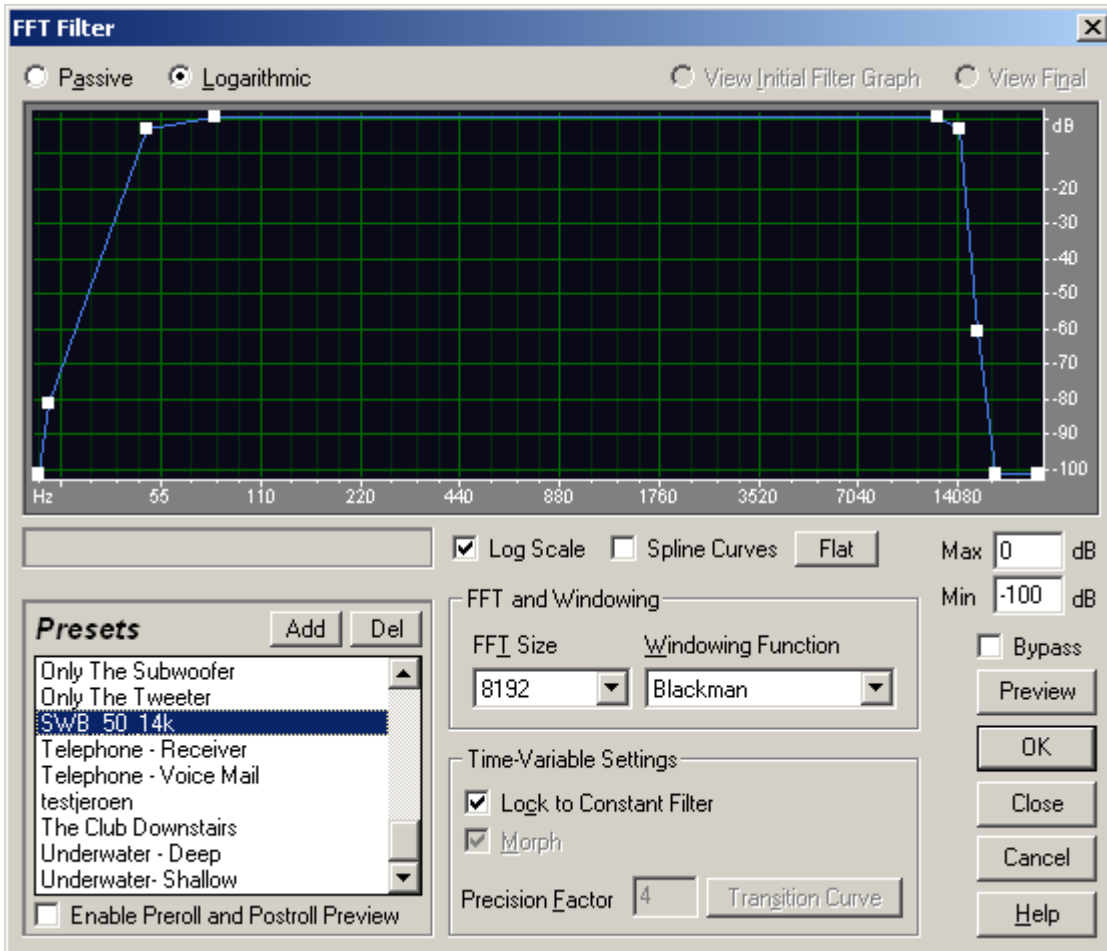 FFT Filter
Passive Logarithmic View Initial Filter Graph View Final
dB
-20
-30
-40
-50
-60
-70
-80
-90
-100
Hz 55 110 220 440 880 1760 3520 7040 14080
Log Scale Spline Curves Flat Max 0 dB
Min -100 dB
Presets Add Del
Only The Subwoofer
Only The Tweeter
SWB_50_14k
Telephone - Receiver
Telephone - Voice Mail
testjeroen
The Club Downstairs
Underwater - Deep
Underwater- Shallow
Enable Preroll and Postroll Preview
FFT and Windowing
FFT Size Windowing Function
8192 Blackman
Time-Variable Settings
Lock to Constant Filter
Morph
Precision Factor 4 Transition Curve
Bypass
Preview
OK
Close
Cancel
Help